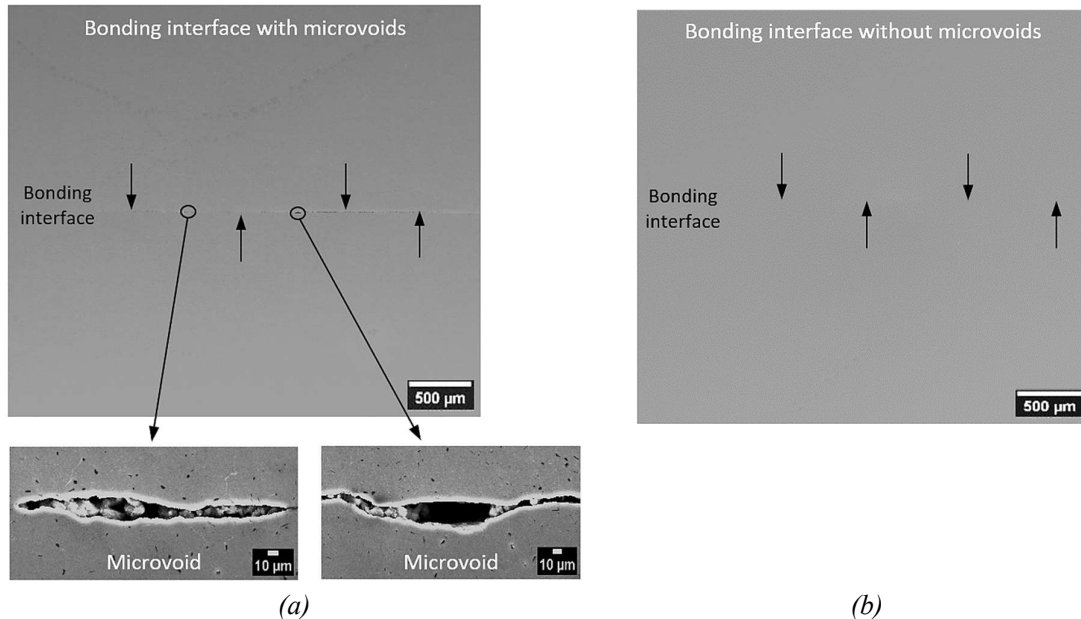 Bonding interface with microvoids
Bonding
interface
500 μm
Microvoid
10 μm
Microvoid
10 μm
(a)
Bonding interface without microvoids
Bonding
interface
500 μm
(b)